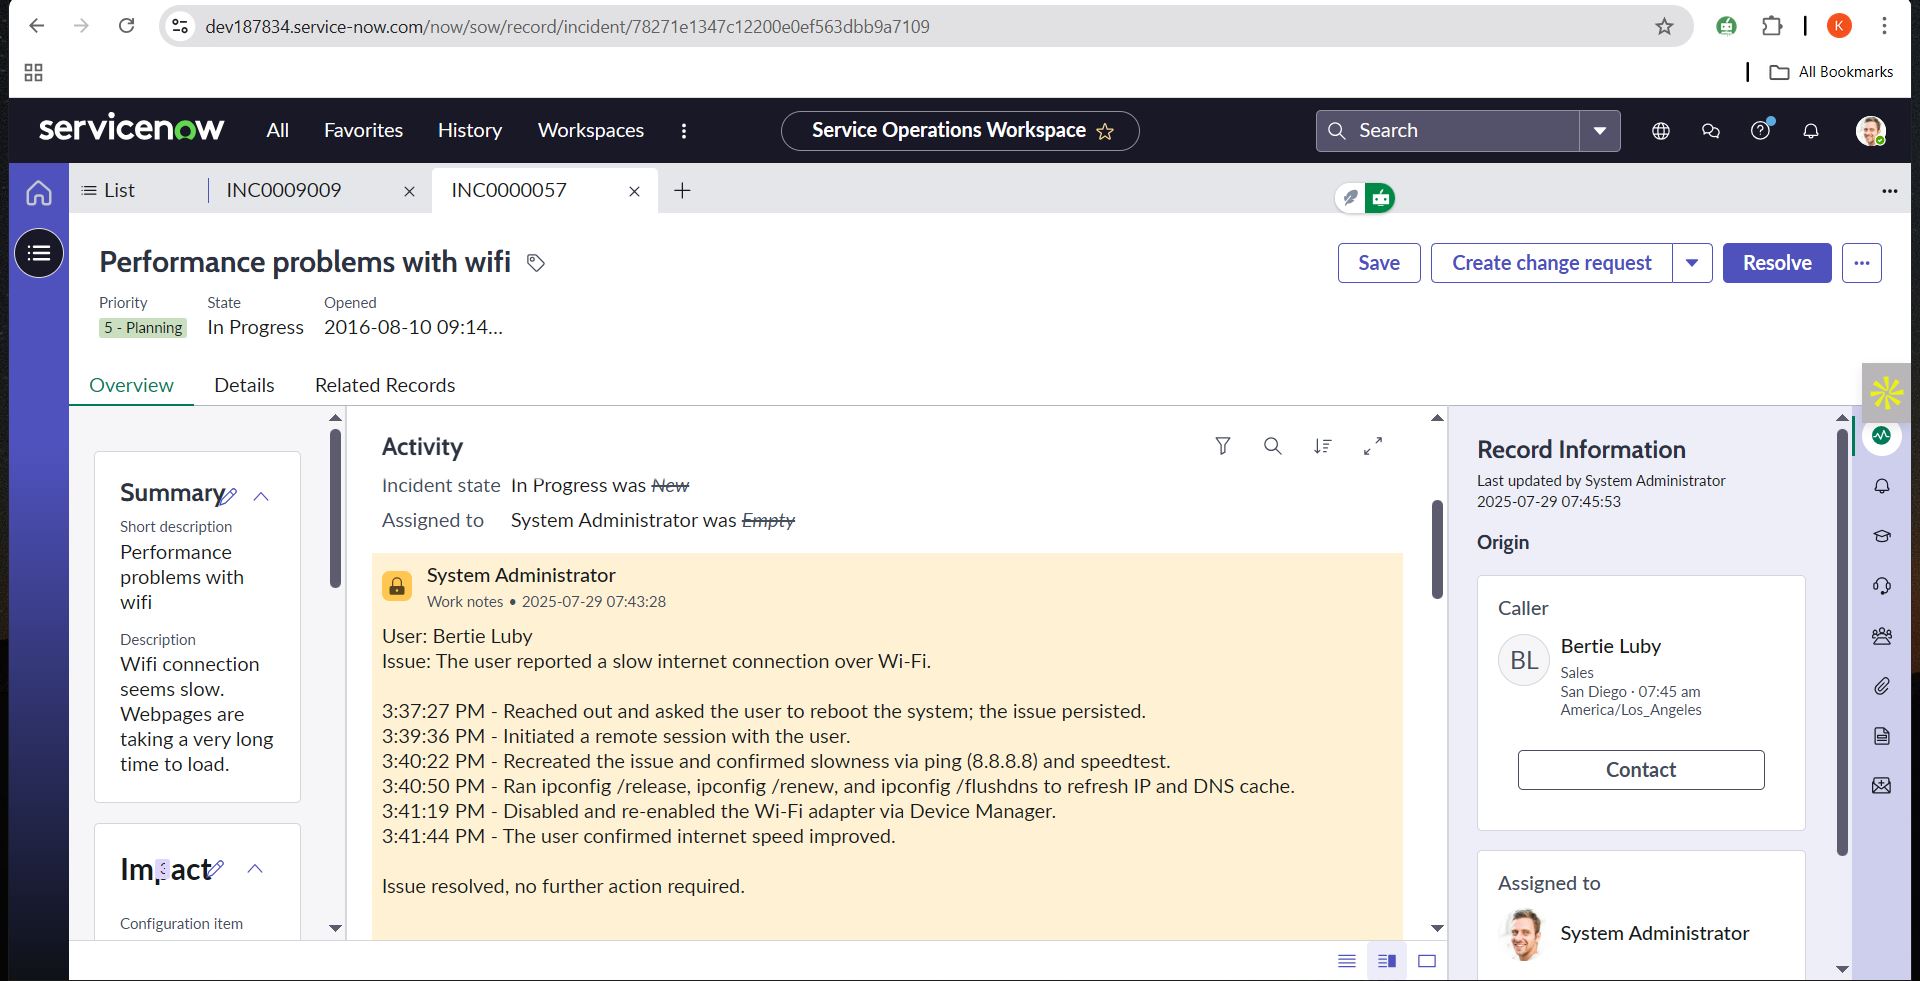 dev187834.service-now.com/now/sow/record/incident/78271e1347c12200e0ef563dbb9a7109
K
All Bookmarks
servicenow
All
Favorites
History
Workspaces
Service Operations Workspace
Search
List
INC0009009
INC0000057
Performance problems with wifi
Save
Create change request
Resolve
Priority
State
Opened
5 - Planning
In Progress
2016-08-10 09:14...
Overview
Details
Related Records
Summary
Short description
Performance
problems with
wifi
Description
Wifi connection
seems slow.
Webpages are
taking a very long
time to load.
Impact
3
Configuration item
Activity
Incident state In Progress was New
Assigned to System Administrator was Empty
System Administrator
Work notes • 2025-07-29 07:43:28
User: Bertie Luby
Issue: The user reported a slow internet connection over Wi-Fi.
3:37:27 PM - Reached out and asked the user to reboot the system; the issue persisted.
3:39:36 PM - Initiated a remote session with the user.
3:40:22 PM - Recreated the issue and confirmed slowness via ping (8.8.8.8) and speedtest.
3:40:50 PM - Ran ipconfig /release, ipconfig /renew, and ipconfig /flushdns to refresh IP and DNS cache.
3:41:19 PM - Disabled and re-enabled the Wi-Fi adapter via Device Manager.
3:41:44 PM - The user confirmed internet speed improved.
Issue resolved, no further action required.
Record Information
Last updated by System Administrator
2025-07-29 07:45:53
Origin
Caller
BL
Bertie Luby
Sales
San Diego · 07:45 am
America/Los_Angeles
Contact
Assigned to
System Administrator